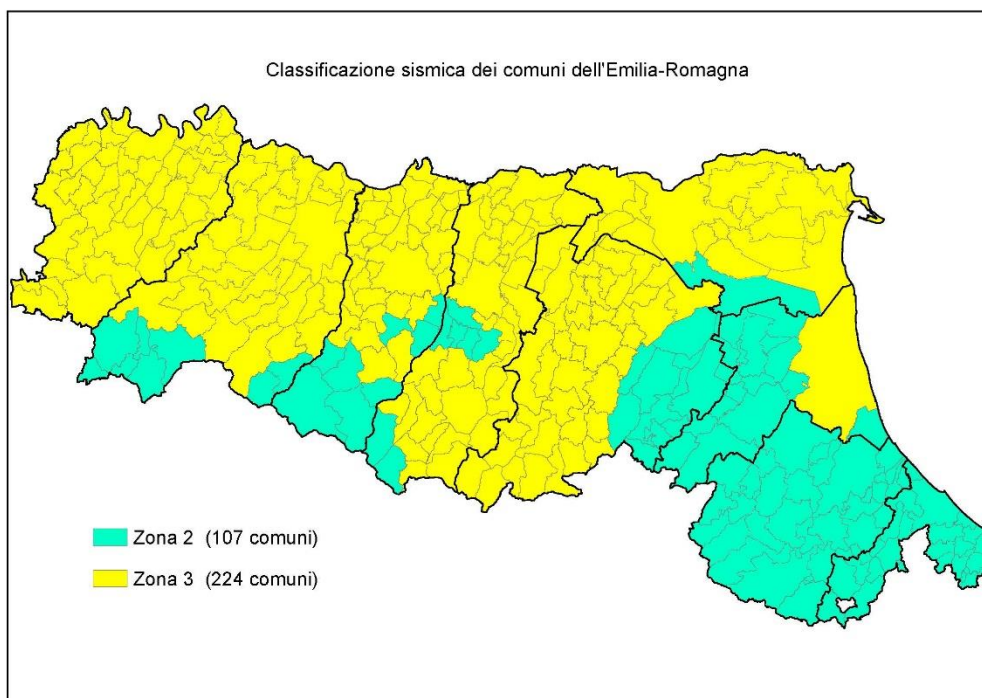 Classificazione sismica dei comuni dell'Emilia-Romagna
Zona 2 (107 comuni)
Zona 3 (224 comuni)